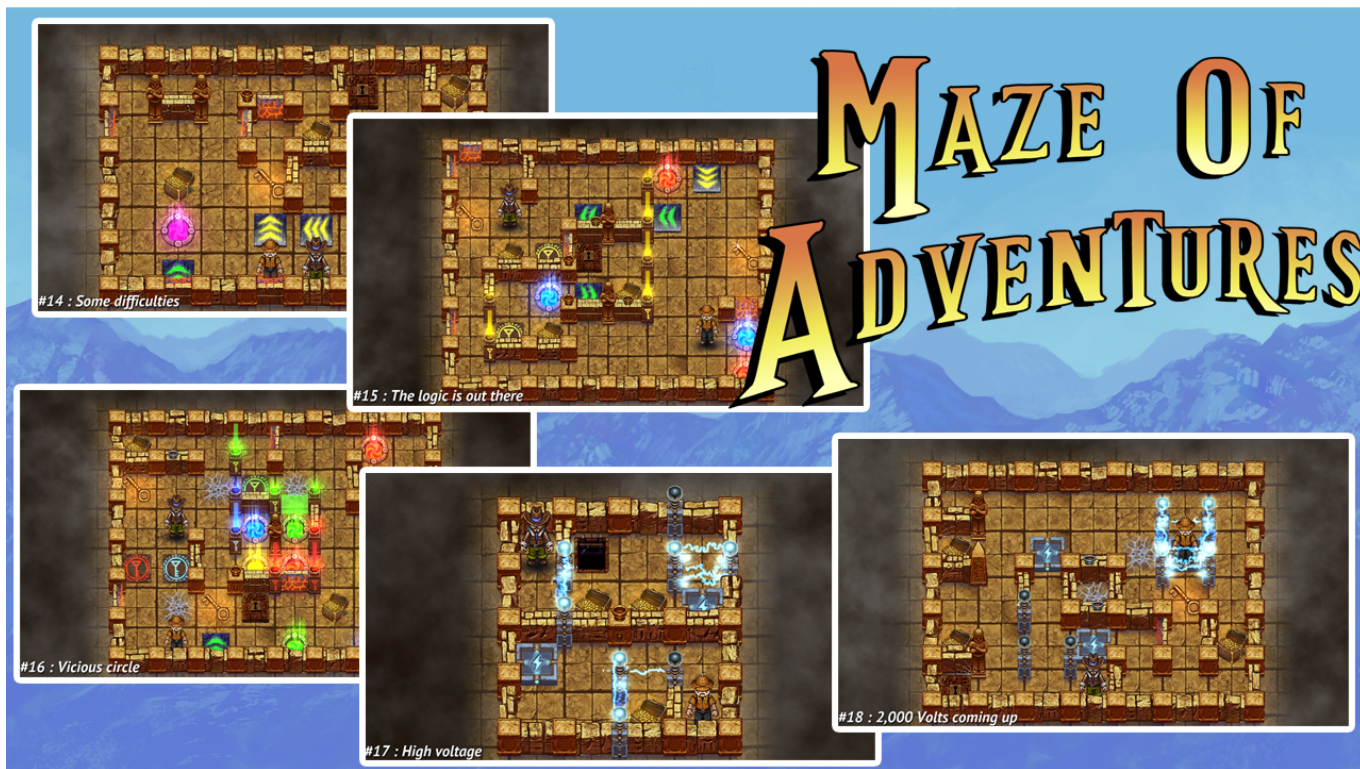 MAZE OF
ADVENTURES
#14 : Some difficulties
#15 : The logic is out there
#16 : Vicious circle
#17 : High voltage
#18 : 2,000 Volts coming up